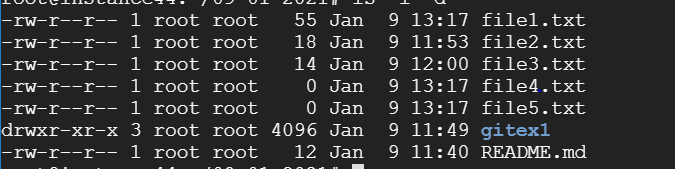 -rw-r--r-- 1 root root   55 Jan  9 13:17 file1.txt
-rw-r--r-- 1 root root   18 Jan  9 11:53 file2.txt
-rw-r--r-- 1 root root   14 Jan  9 12:00 file3.txt
-rw-r--r-- 1 root root    0 Jan  9 13:17 file4.txt
-rw-r--r-- 1 root root    0 Jan  9 13:17 file5.txt
drwxr-xr-x 3 root root 4096 Jan  9 11:49 gitex1
-rw-r--r-- 1 root root   12 Jan  9 11:40 README.md